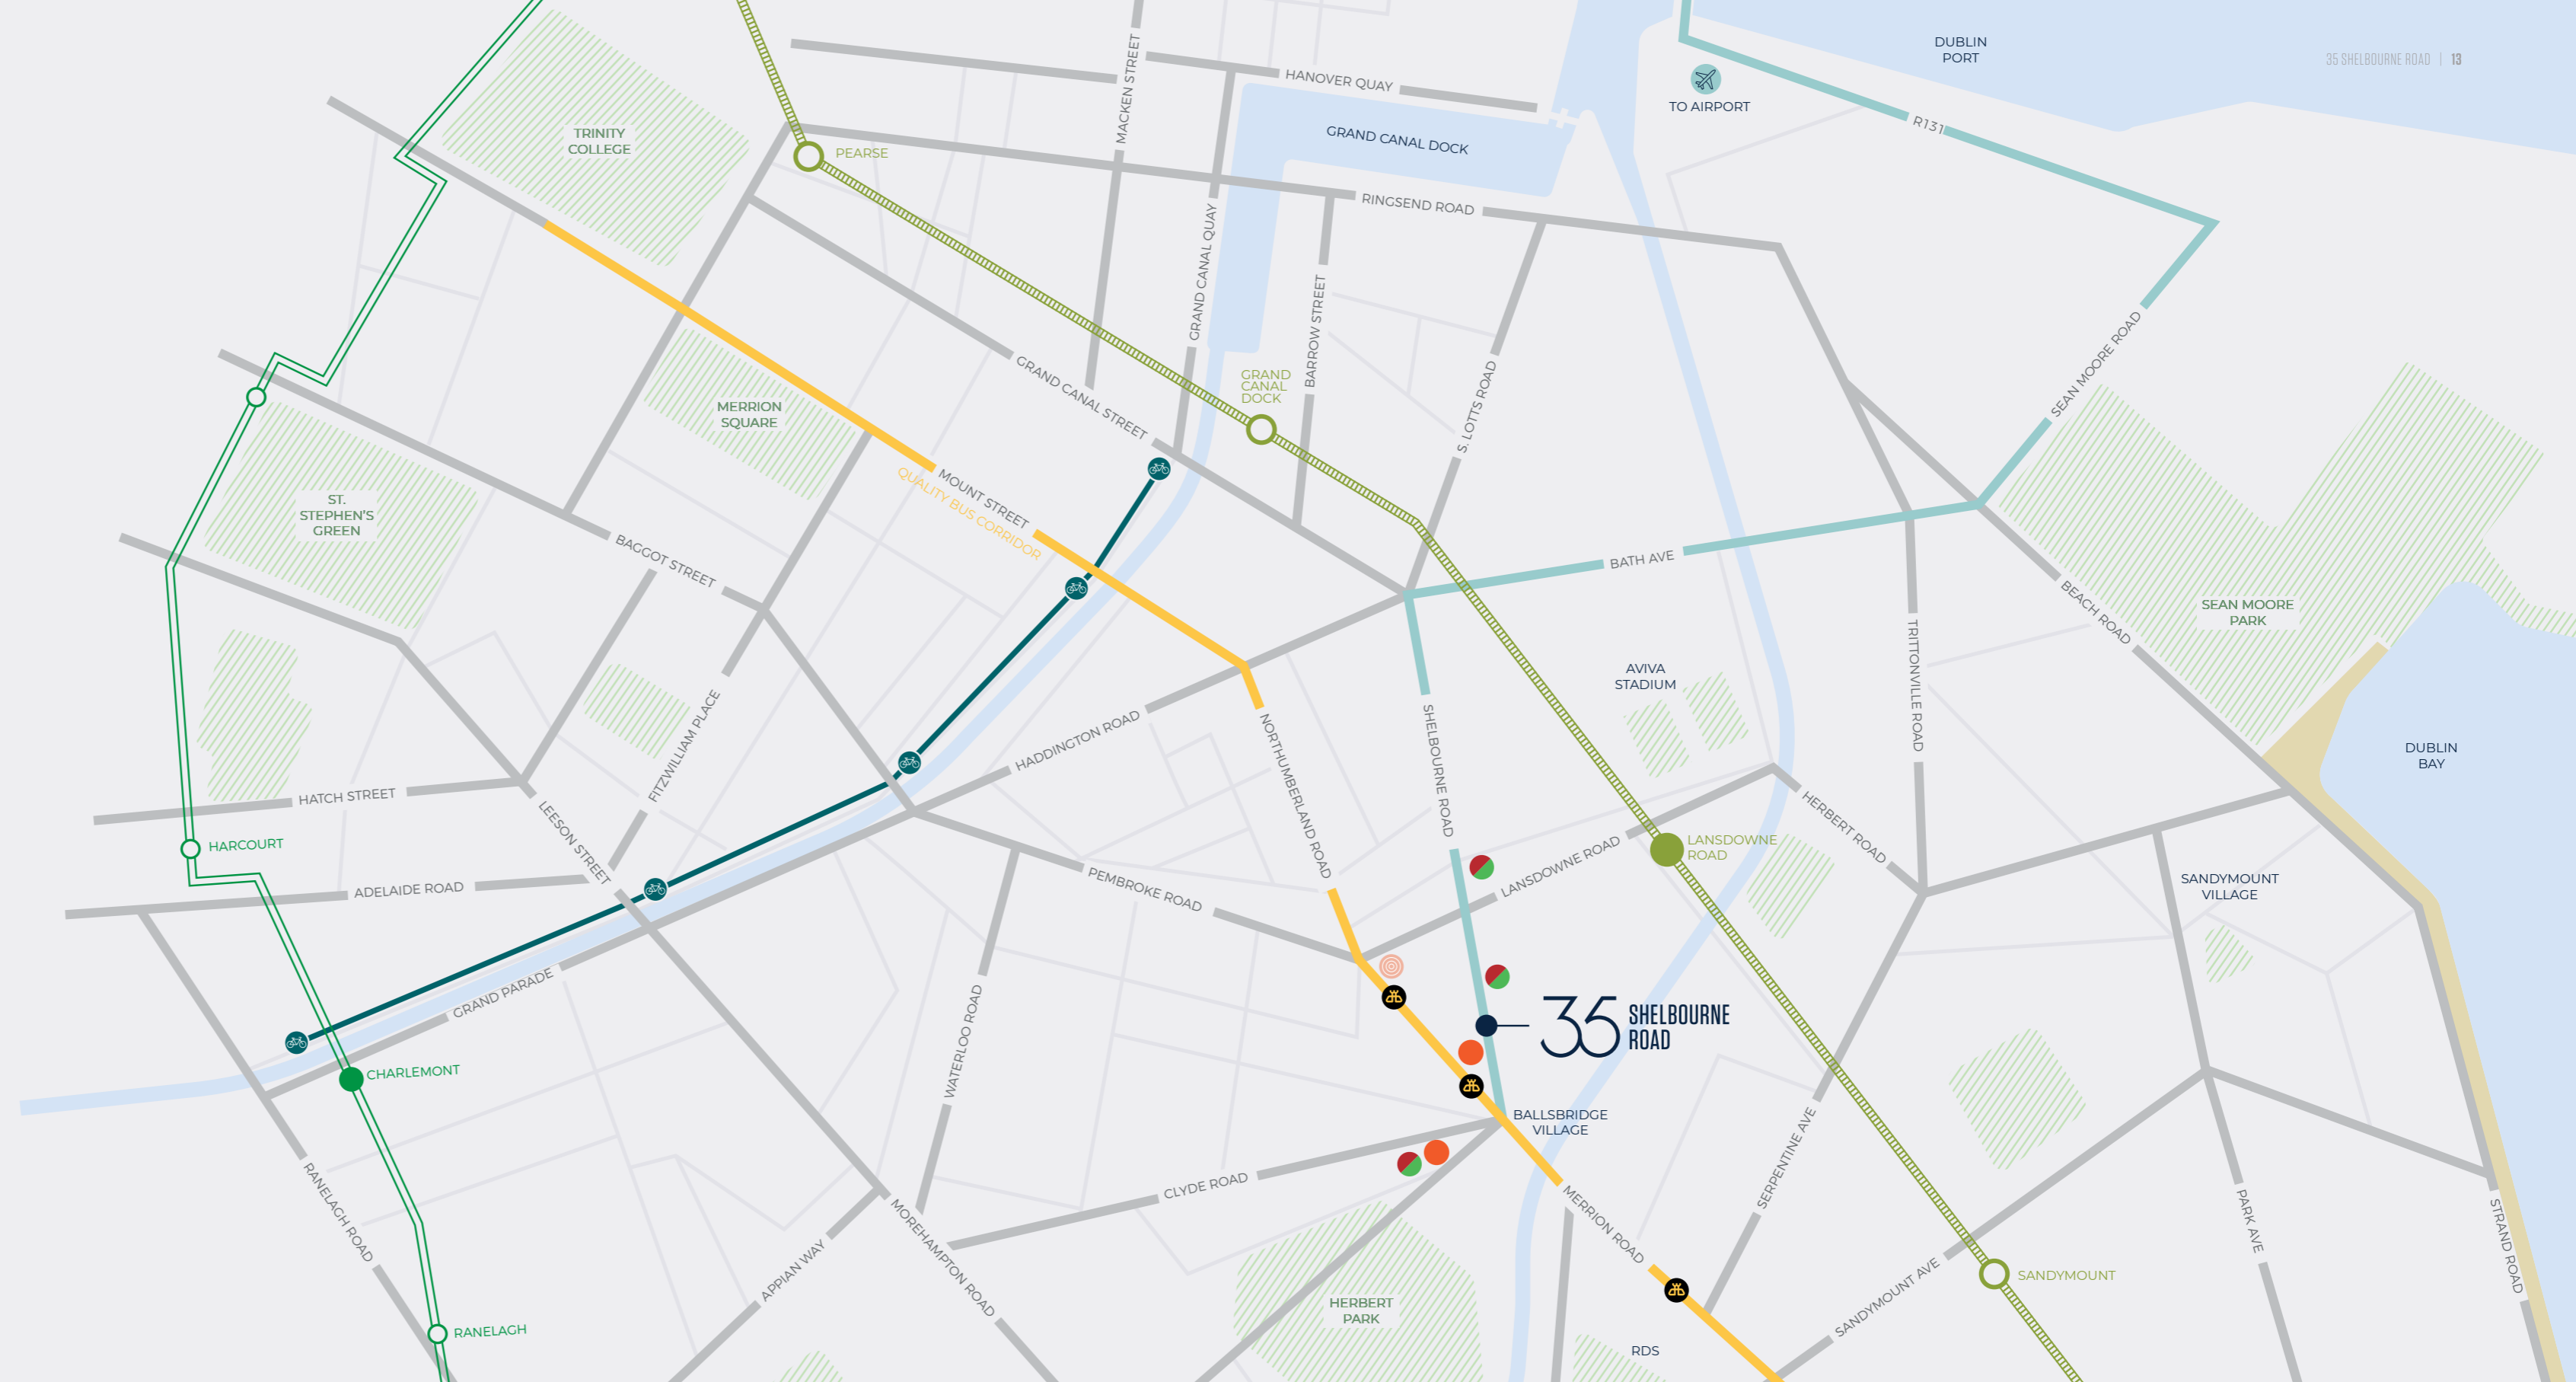 35 SHELBOURNE ROAD | 13
DUBLIN
PORT
TO AIRPORT
R131
MACKEN STREET
HANOVER QUAY
GRAND CANAL DOCK
TRINITY
COLLEGE
PEARSE
RINGSEND ROAD
GRAND CANAL QUAY
BARROW STREET
S. LOTTS ROAD
SEAN MOORE ROAD
GRAND CANAL STREET
GRAND
CANAL
DOCK
MERRION
SQUARE
MOUNT STREET
QUALITY BUS CORRIDOR
ST.
STEPHEN'S
GREEN
BAGGOT STREET
BATH AVE
BEACH ROAD
SEAN MOORE
PARK
TRITTONVILLE ROAD
AVIVA
STADIUM
DUBLIN
BAY
FITZWILLIAM PLACE
HADDINGTON ROAD
NORTHUMBERLAND ROAD
SHELBOURNE ROAD
HATCH STREET
LEESON STREET
HERBERT ROAD
HARCOURT
LANSDOWNE
ROAD
LANSDOWNE ROAD
ADELAIDE ROAD
PEMBROKE ROAD
SANDYMOUNT
VILLAGE
GRAND PARADE
WATERLOO ROAD
35 SHELBOURNE
ROAD
CHARLEMONT
BALLSBRIDGE
VILLAGE
SERPENTINE AVE
RANELAGH ROAD
CLYDE ROAD
MOREHAMPTON ROAD
APPIAN WAY
MERRION ROAD
PARK AVE
STRAND ROAD
SANDYMOUNT
SANDYMOUNT AVE
HERBERT
PARK
RANELAGH
RDS